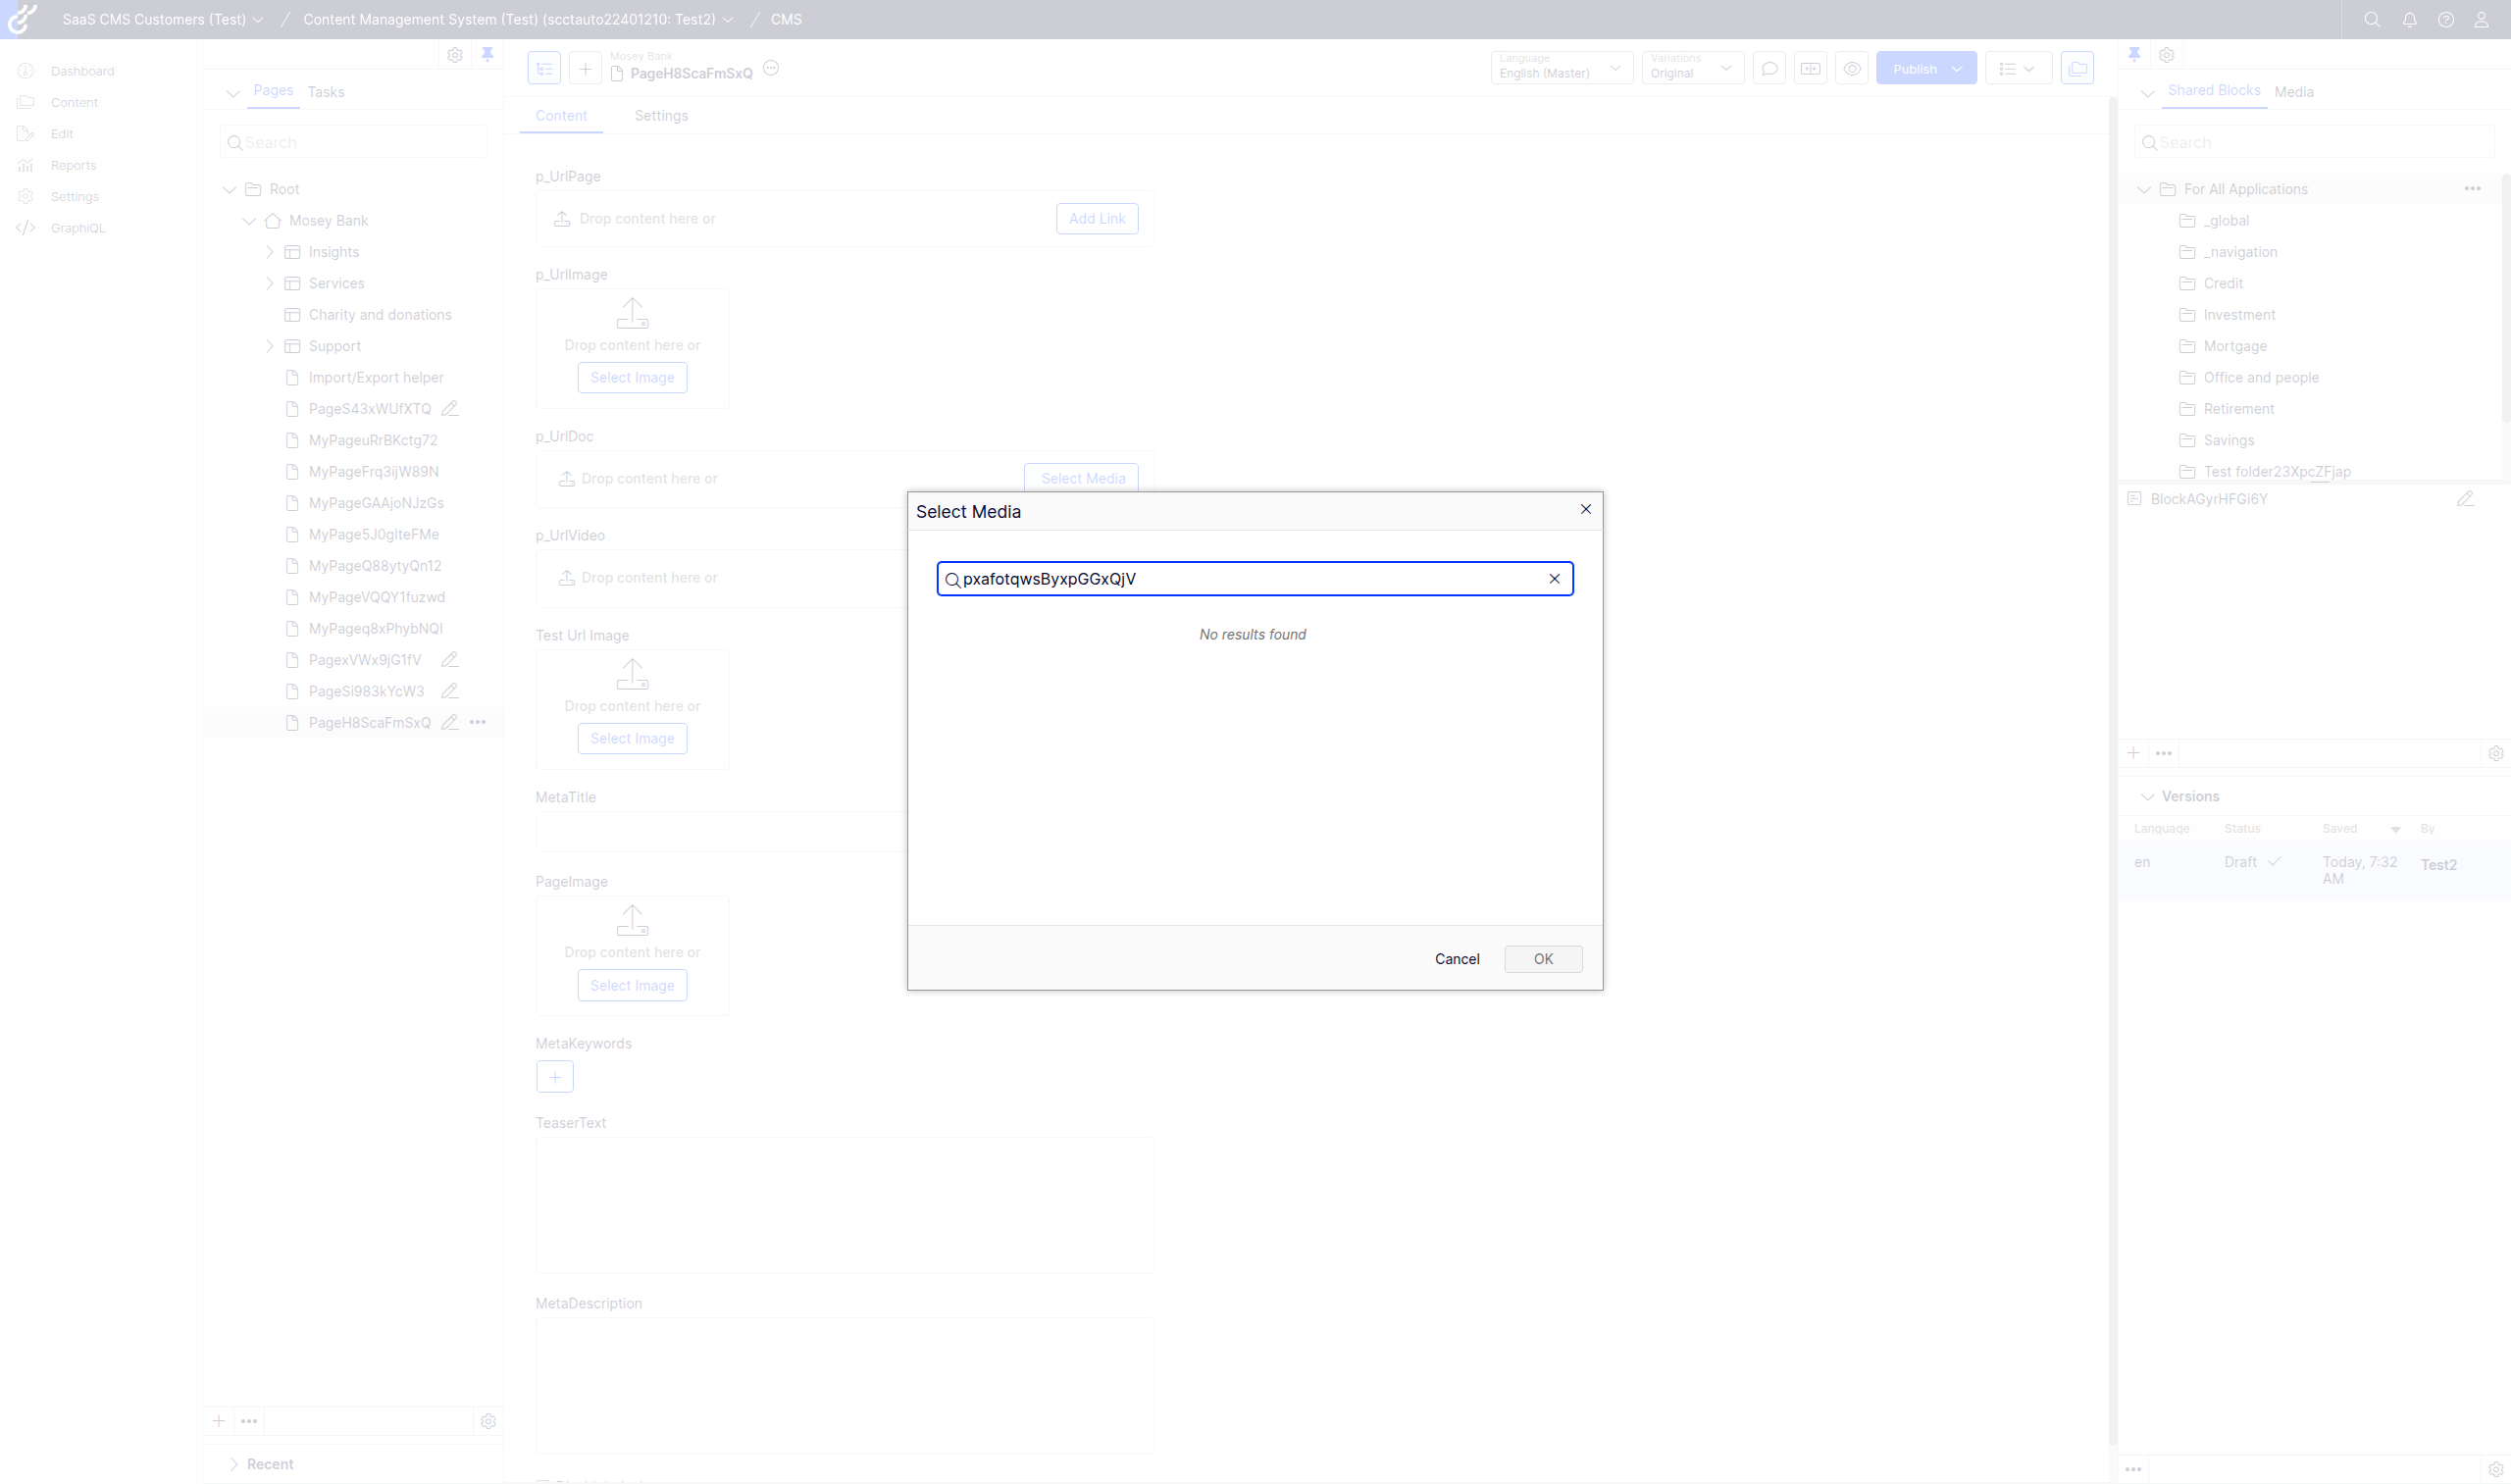 SaaS CMS Customers (Test) / Content Management System (Test) (scctauto22401210: Test2) / CMS
Dashboard
Content
Edit
Reports
Settings
GraphiQL
Pages Tasks
Search
Root
Mosey Bank
Insights
Services
Charity and donations
Support
Import/Export helper
PageS43xWUfXTQ
MyPageuRrBKctg72
MyPageFrq3ijW89N
MyPageGAAjoNJzGs
MyPage5J0glteFMe
MyPageQ88ytyQn12
MyPageVQQY1fuzwd
MyPageq8xPhybNQl
PagexVWx9jG1fV
PageSi983kYcW3
PageH8ScaFmSxQ
Recent
Mosey Bank
PageH8ScaFmSxQ
Language
English (Master)
Variations
Original
Publish
Content Settings
p_UrlPage
Drop content here or Add Link
p_UrlImage
Drop content here or
Select Image
p_UrlDoc
Drop content here or Select Media
p_UrlVideo
Drop content here or
Test Url Image
Drop content here or
Select Image
MetaTitle
PageImage
Drop content here or
Select Image
MetaKeywords
TeaserText
MetaDescription
Select Media
pxafotqwsByxpGGxQjV
No results found
Cancel OK
Shared Blocks Media
Search
For All Applications
_global
_navigation
Credit
Investment
Mortgage
Office and people
Retirement
Savings
Test folder23XpcZFjap
BlockAGyrHFGi6Y
Versions
Language Status Saved By
en Draft Today, 7:32 AM Test2